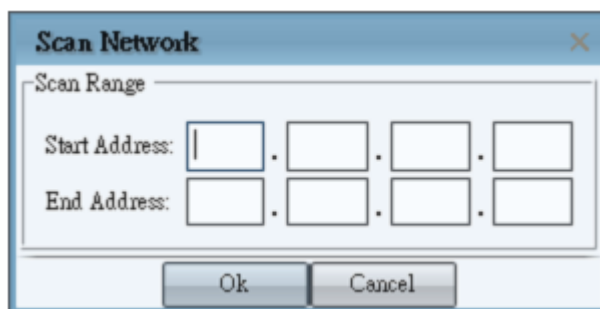 Scan Network
Scan Range
Start Address: . . .
End Address: . . .
Ok Cancel